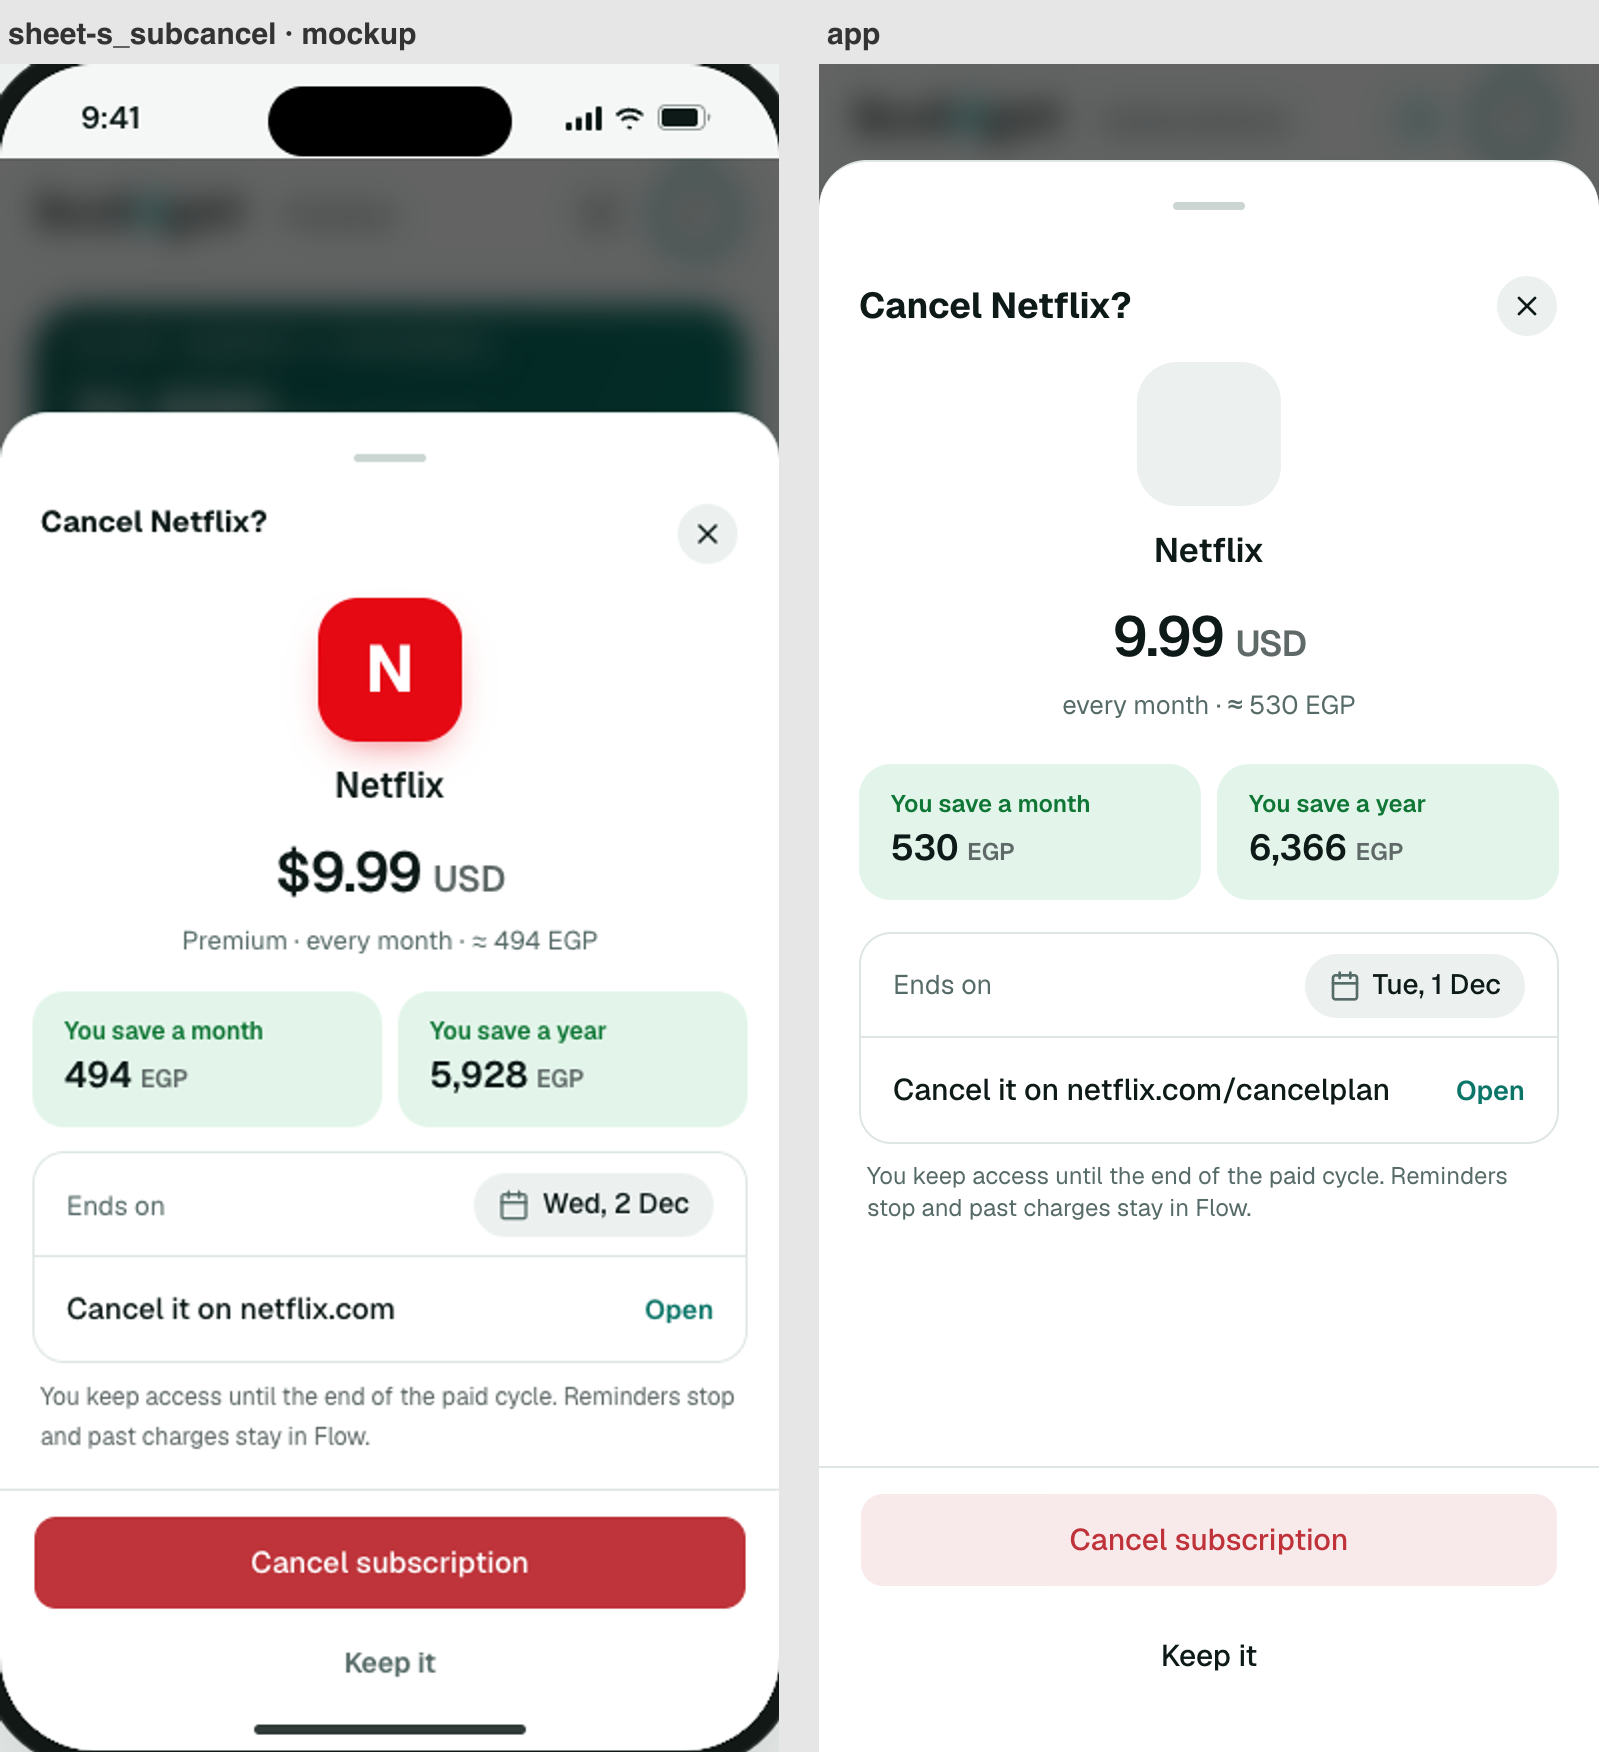 sheet-s_subcancel · mockup
9:41
Cancel Netflix?
N
Netflix
$9.99 USD
Premium · every month · ≈ 494 EGP
You save a month
494 EGP
You save a year
5,928 EGP
Ends on
Wed, 2 Dec
Cancel it on netflix.com
Open
You keep access until the end of the paid cycle. Reminders stop
and past charges stay in Flow.
Cancel subscription
Keep it
app
Cancel Netflix?
Netflix
9.99 USD
every month · ≈ 530 EGP
You save a month
530 EGP
You save a year
6,366 EGP
Ends on
Tue, 1 Dec
Cancel it on netflix.com/cancelplan
Open
You keep access until the end of the paid cycle. Reminders
stop and past charges stay in Flow.
Cancel subscription
Keep it